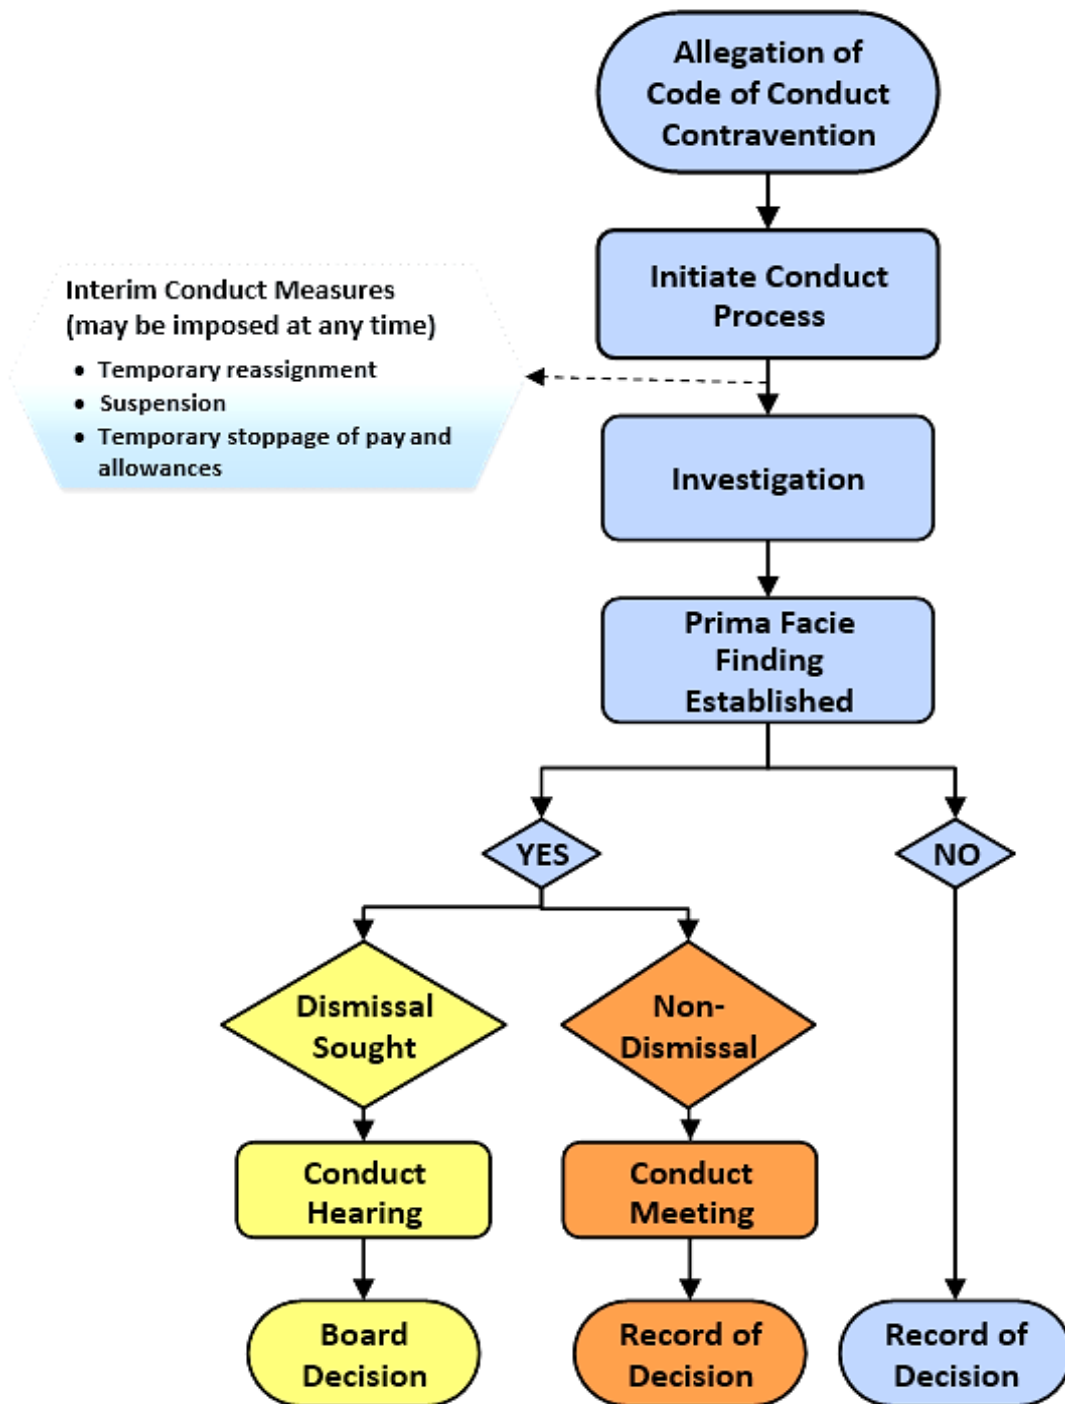 Allegation of
Code of Conduct
Contravention
Initiate Conduct
Process
Interim Conduct Measures
(may be imposed at any time)
• Temporary reassignment
• Suspension
• Temporary stoppage of pay and
allowances
Investigation
Prima Facie
Finding
Established
YES
NO
Dismissal
Sought
Non-
Dismissal
Conduct
Hearing
Conduct
Meeting
Board
Decision
Record of
Decision
Record of
Decision